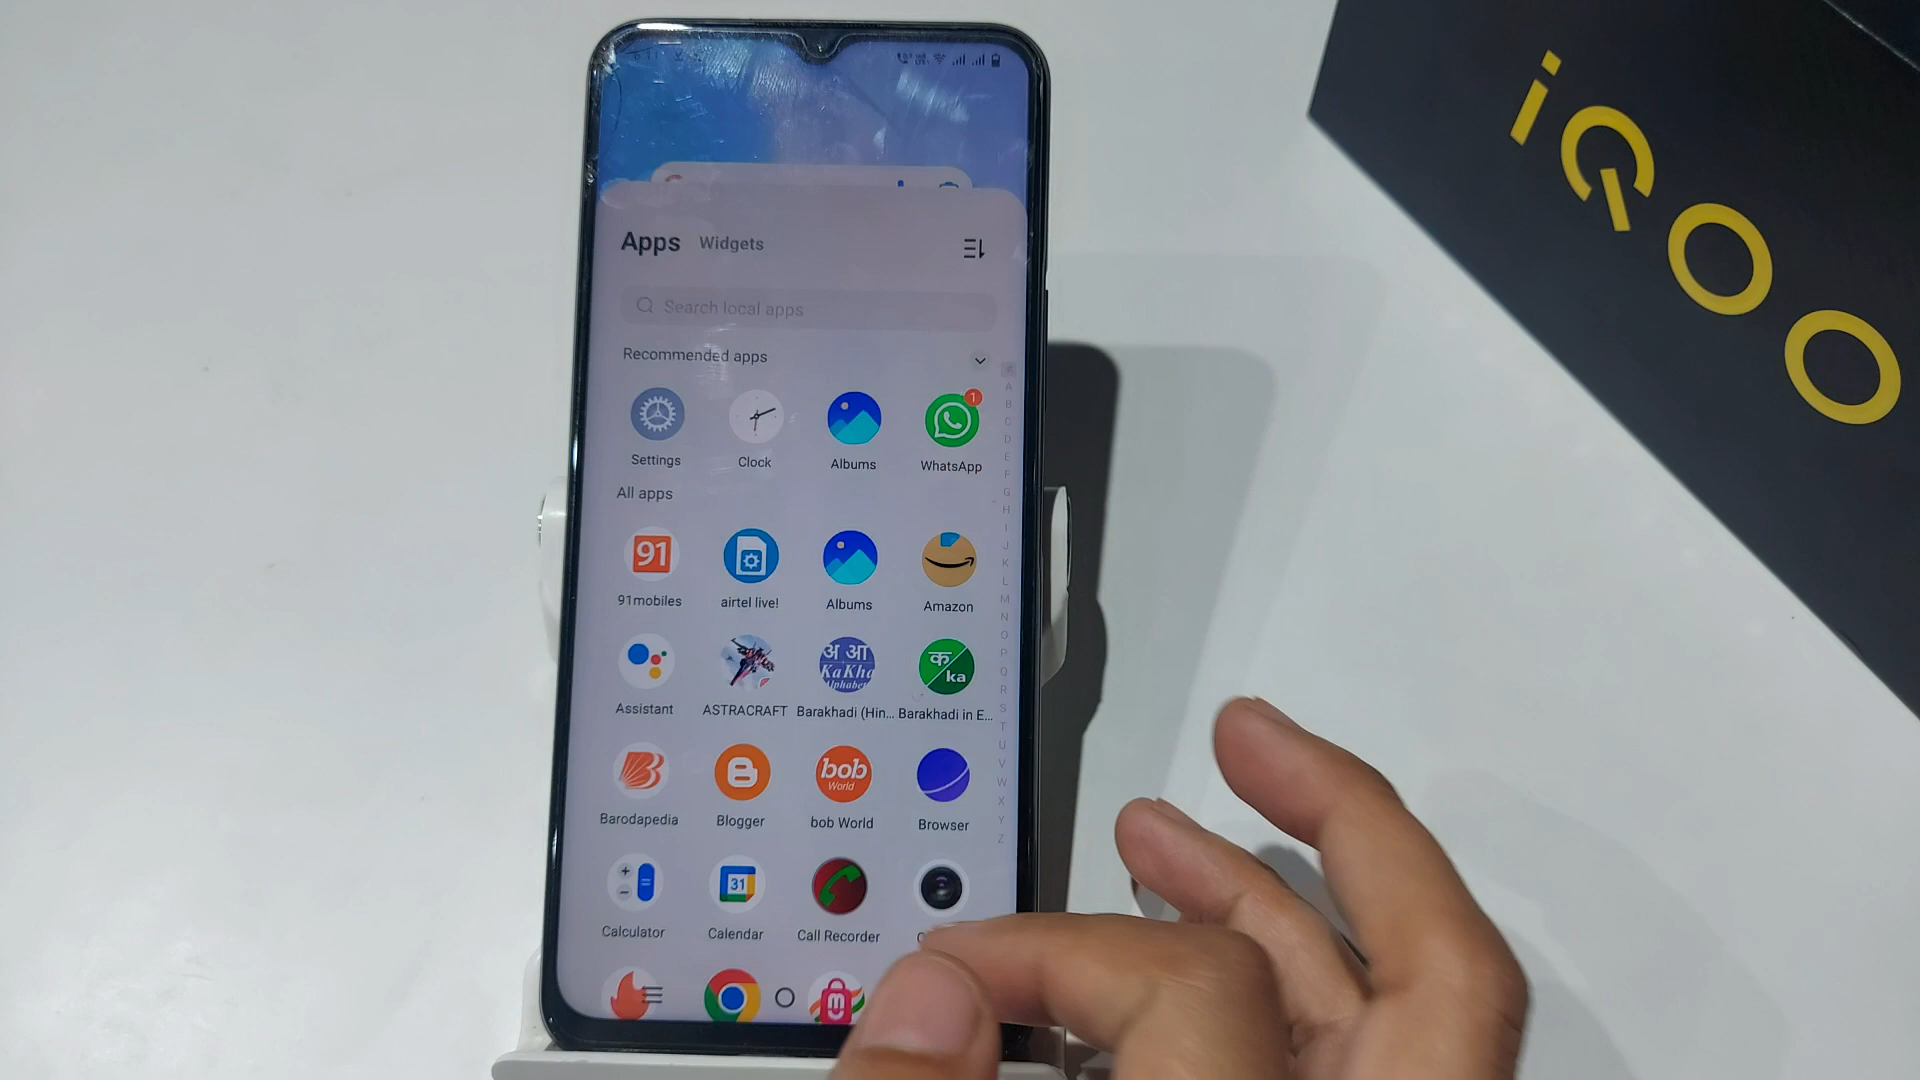 iQOO
Apps Widgets
Search local apps
Recommended apps
Settings Clock Albums WhatsApp
1
All apps
91
91mobiles airtel live! Albums Amazon
अ आ
KaKha
Alphabet
क
ka
Assistant ASTRACRAFT Barakhadi (Hin... Barakhadi in E...
bob
World
Barodapedia Blogger bob World Browser
31
Calculator Calendar Call Recorder
A
B
C
D
E
F
G
H
I
J
K
L
M
N
O
P
Q
R
S
T
U
V
W
X
Y
Z